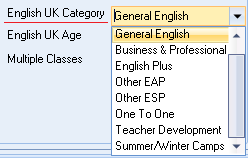 English UK Category General English
English UK Age General English
Business & Professional
Multiple Classes English Plus
Other EAP
Other ESP
One To One
Teacher Development
Summer/Winter Camps